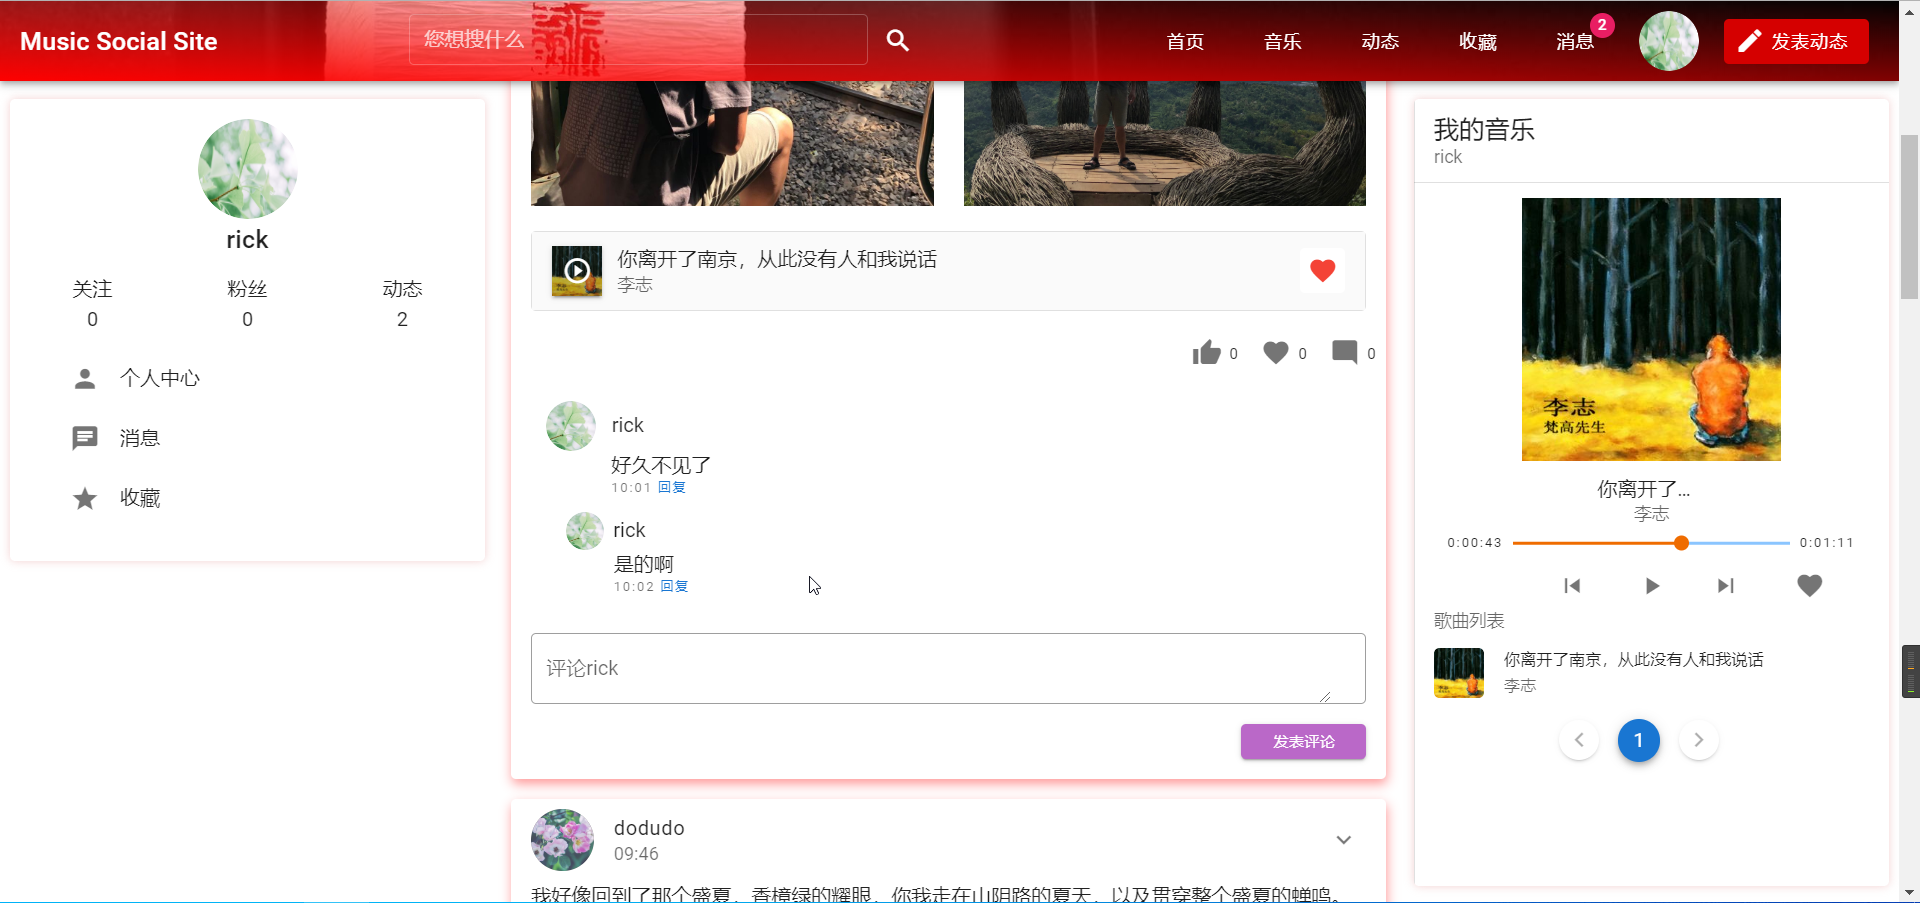 Music Social Site
您想搜什么
首页
音乐
动态
收藏
消息
2
发表动态
rick
关注
粉丝
动态
0
0
2
个人中心
消息
收藏
你离开了南京，从此没有人和我说话
李志
0
0
0
rick
好久不见了
10:01 回复
rick
是的啊
10:02 回复
评论rick
发表评论
dodudo
09:46
我好像回到了那个盛夏，香樟绿的耀眼，你我走在山阴路的夏天，以及贯穿整个盛夏的蝉鸣。
我的音乐
rick
李志
梵高先生
你离开了...
李志
0:00:43
0:01:11
歌曲列表
你离开了南京，从此没有人和我说话
李志
1